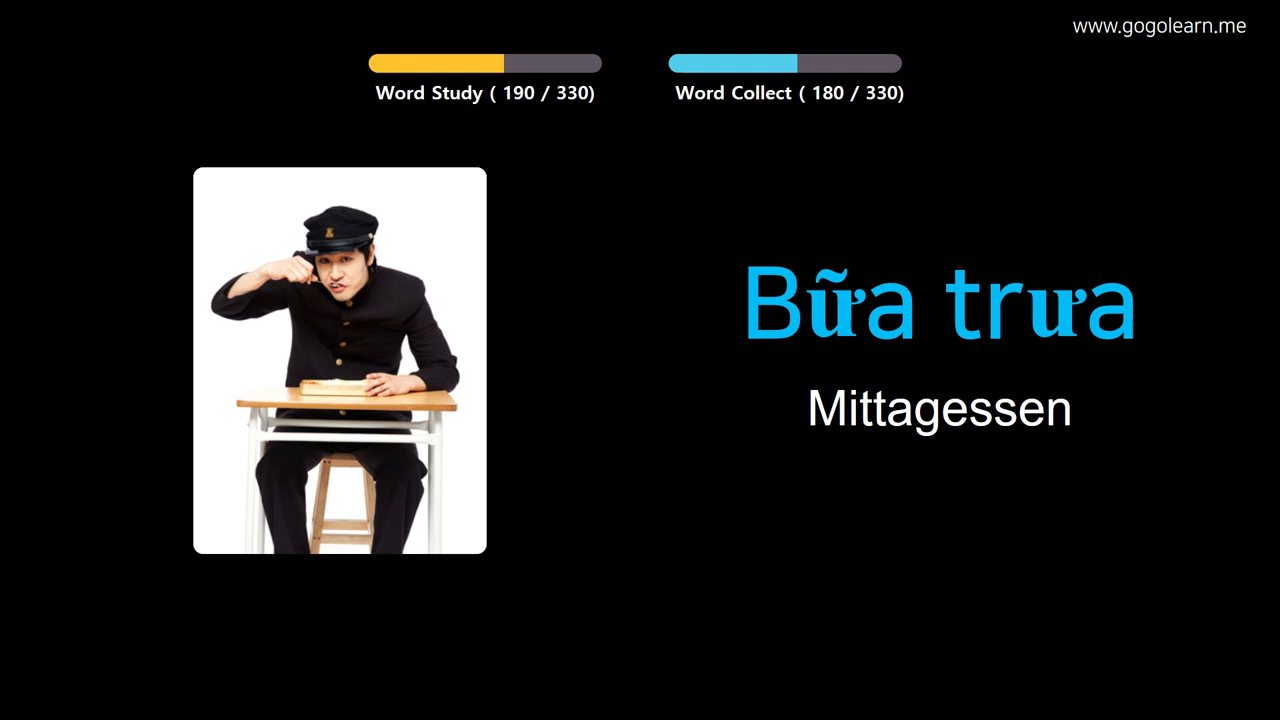 www.gogolearn.me
Word Study ( 190 / 330)
Word Collect ( 180 / 330)
Bữa trưa
Mittagessen